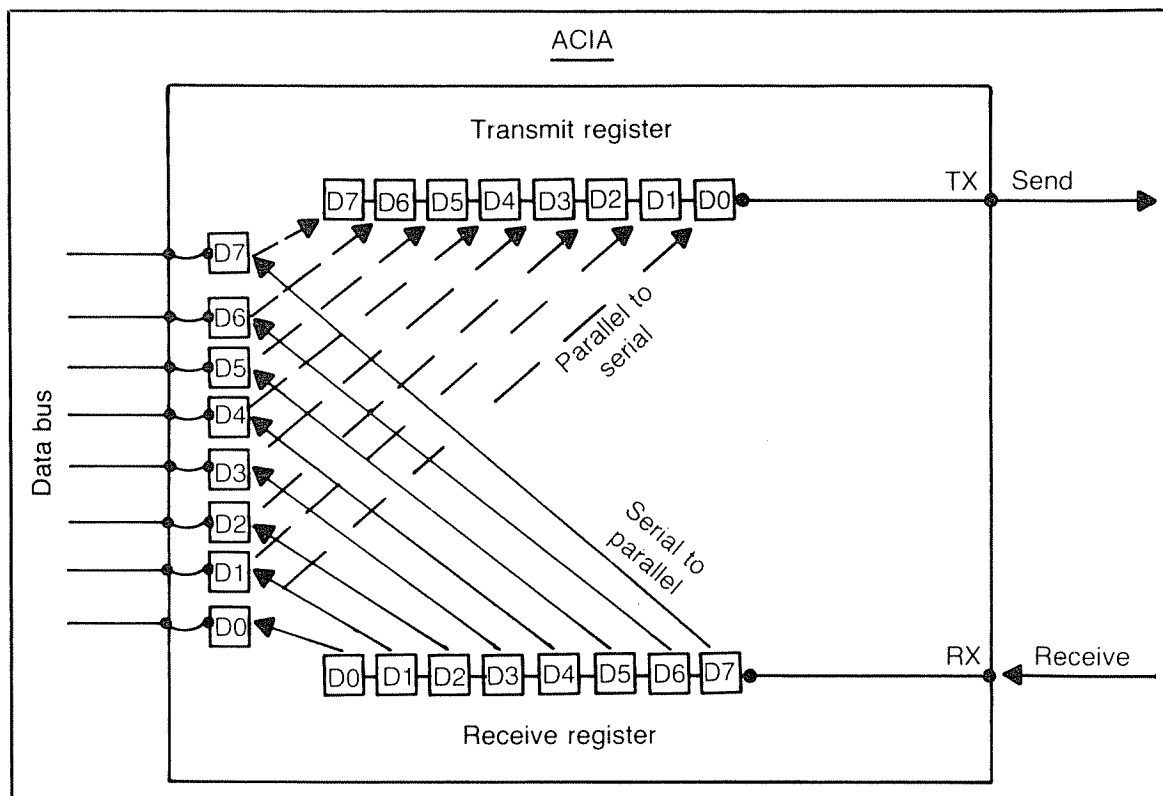 ACIA
Transmit register
D7 D6 D5 D4 D3 D2 D1 D0
TX Send
D7
D6
D5
D4
D3
D2
D1
D0
Data bus
Parallel to
serial
Serial to
parallel
D0 D1 D2 D3 D4 D5 D6 D7
RX Receive
Receive register